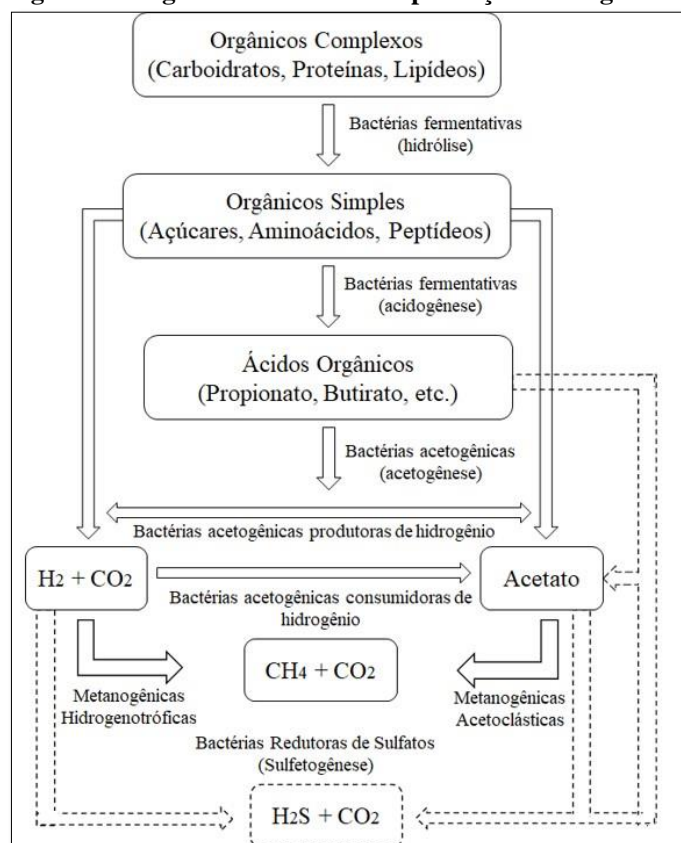 Orgânicos Complexos
(Carboidratos, Proteínas, Lipídeos)
Bactérias fermentativas
(hidrólise)
Orgânicos Simples
(Açúcares, Aminoácidos, Peptídeos)
Bactérias fermentativas
(acidogênese)
Ácidos Orgânicos
(Propionato, Butirato, etc.)
Bactérias acetogênicas
(acetogênese)
Bactérias acetogênicas produtoras de hidrogênio
H2 + CO2
Acetato
Bactérias acetogênicas consumidoras de
hidrogênio
CH4 + CO2
Metanogênicas
Hidrogenotróficas
Metanogênicas
Acetoclásticas
Bactérias Redutoras de Sulfatos
(Sulfetogênese)
H2S + CO2